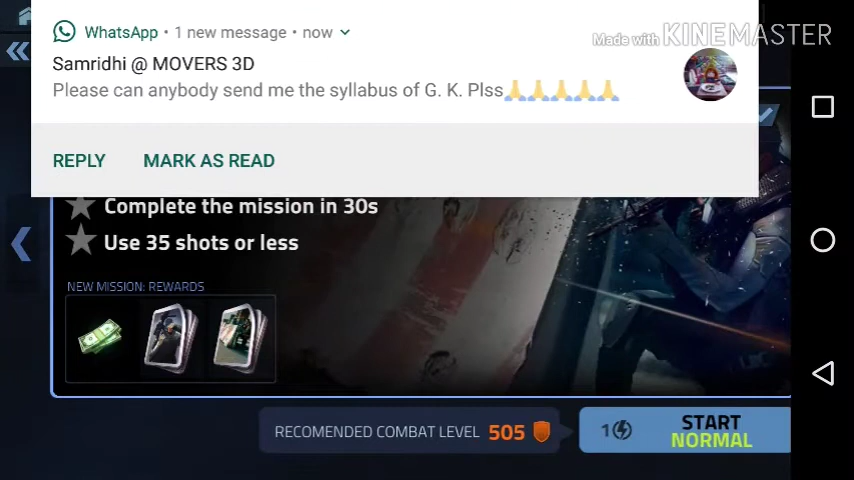 WhatsApp • 1 new message • now
Made with KINEMASTER
Samridhi @ MOVERS 3D
Please can anybody send me the syllabus of G. K. Plss🙏🙏🙏🙏🙏
REPLY MARK AS READ
Complete the mission in 30s
Use 35 shots or less
NEW MISSION: REWARDS
RECOMENDED COMBAT LEVEL 505
1 START
NORMAL